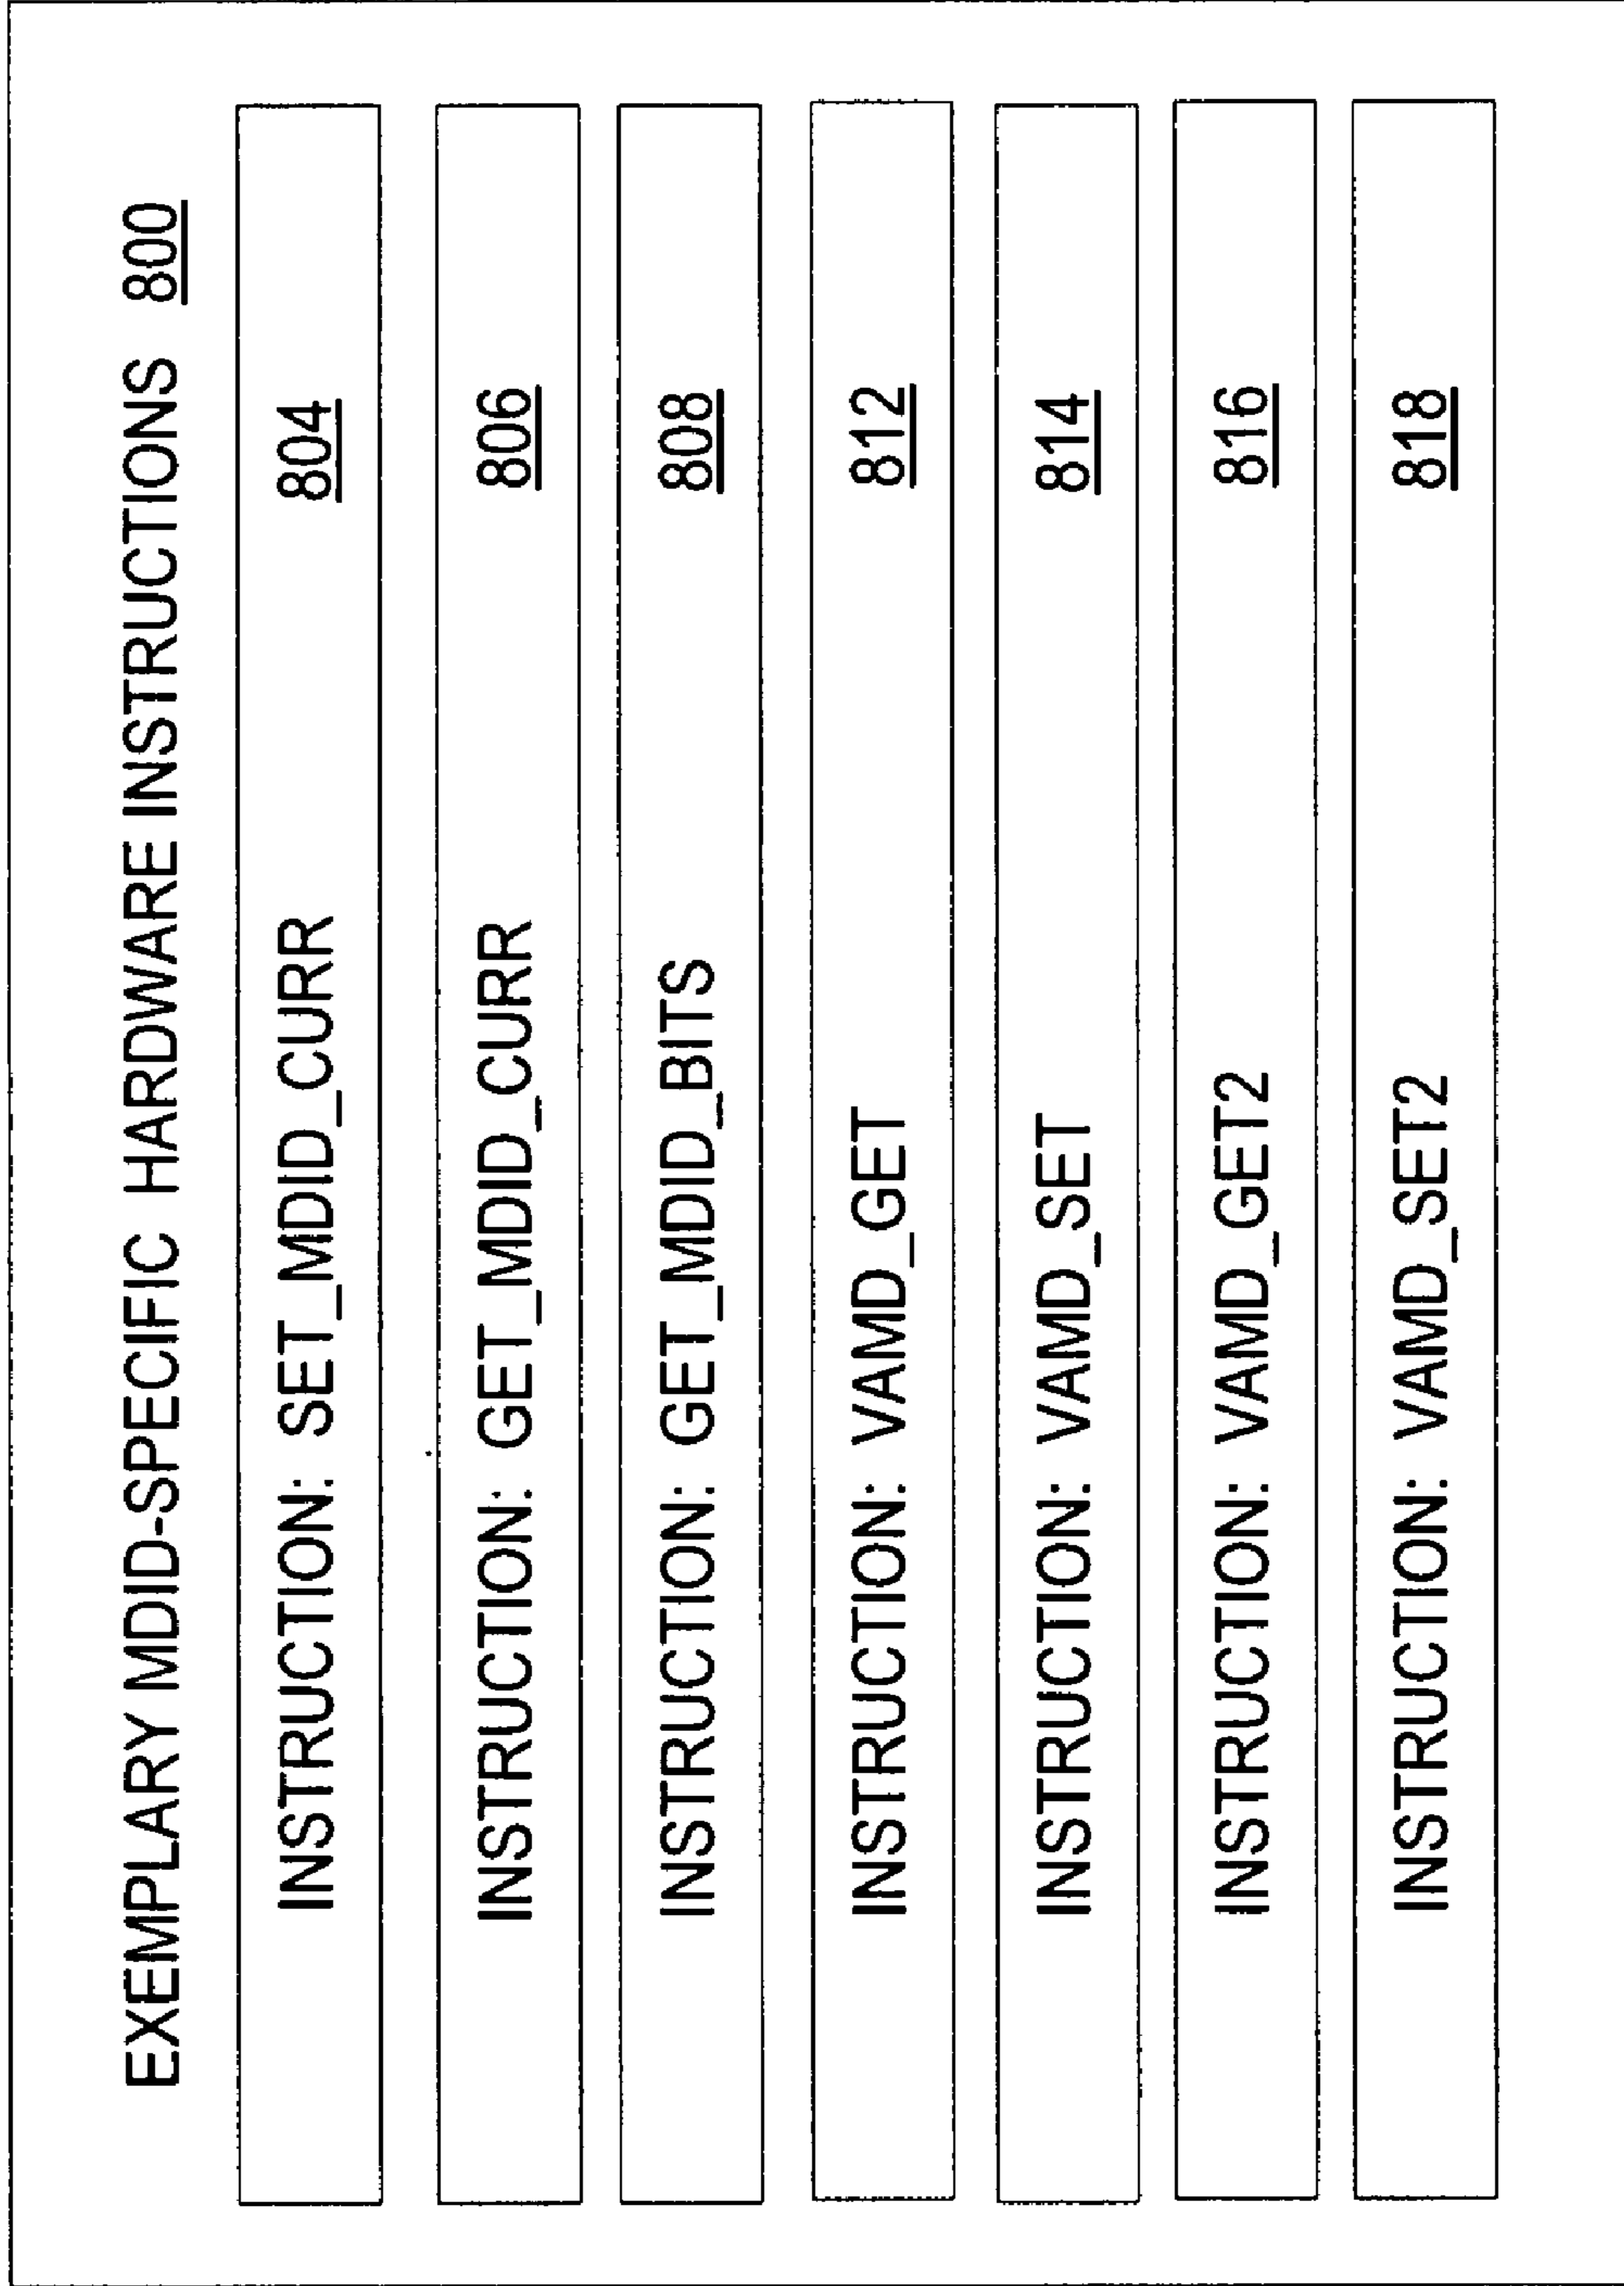 EXEMPLARY MDID-SPECIFIC HARDWARE INSTRUCTIONS 800
INSTRUCTION: SET_MDID_CURR 804
INSTRUCTION: GET_MDID_CURR 806
INSTRUCTION: GET_MDID_BITS 808
INSTRUCTION: VAMD_GET 812
INSTRUCTION: VAMD_SET 814
INSTRUCTION: VAMD_GET2 816
INSTRUCTION: VAMD_SET2 818